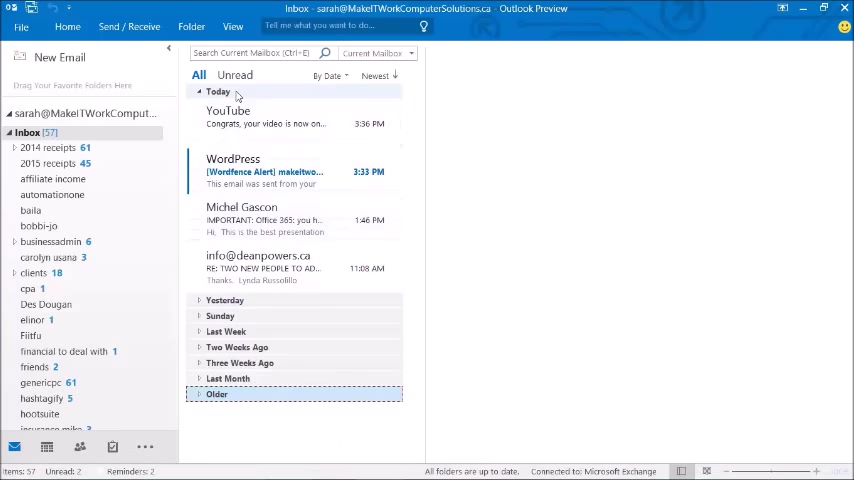 Inbox - sarah@MakeITWorkComputerSolutions.ca - Outlook Preview
File
Home
Send / Receive
Folder
View
Tell me what you want to do...
New Email
Drag Your Favorite Folders Here
sarah@MakeITWorkComput...
Inbox [57]
2014 receipts 61
2015 receipts 45
affiliate income
automationone
baila
bobbi-jo
businessadmin 6
carolyn usana 3
clients 18
cpa 1
Des Dougan
elinor 1
Fiitfu
financial to deal with 1
friends 2
genericpc 61
hashtagify 5
hootsuite
insurance mike 3
Search Current Mailbox (Ctrl+E)
Current Mailbox
All Unread By Date Newest
Today
YouTube
Congrats, your video is now on... 3:36 PM
WordPress
[Wordfence Alert] makeitwo... 3:33 PM
This email was sent from your
Michel Gascon
IMPORTANT: Office 365: you h... 1:46 PM
Hi, This is the best presentation
info@deanpowers.ca
RE: TWO NEW PEOPLE TO AD... 11:08 AM
Thanks. Lynda Russolillo
Yesterday
Sunday
Last Week
Two Weeks Ago
Three Weeks Ago
Last Month
Older
Items: 57 Unread: 2 Reminders: 2
All folders are up to date. Connected to: Microsoft Exchange